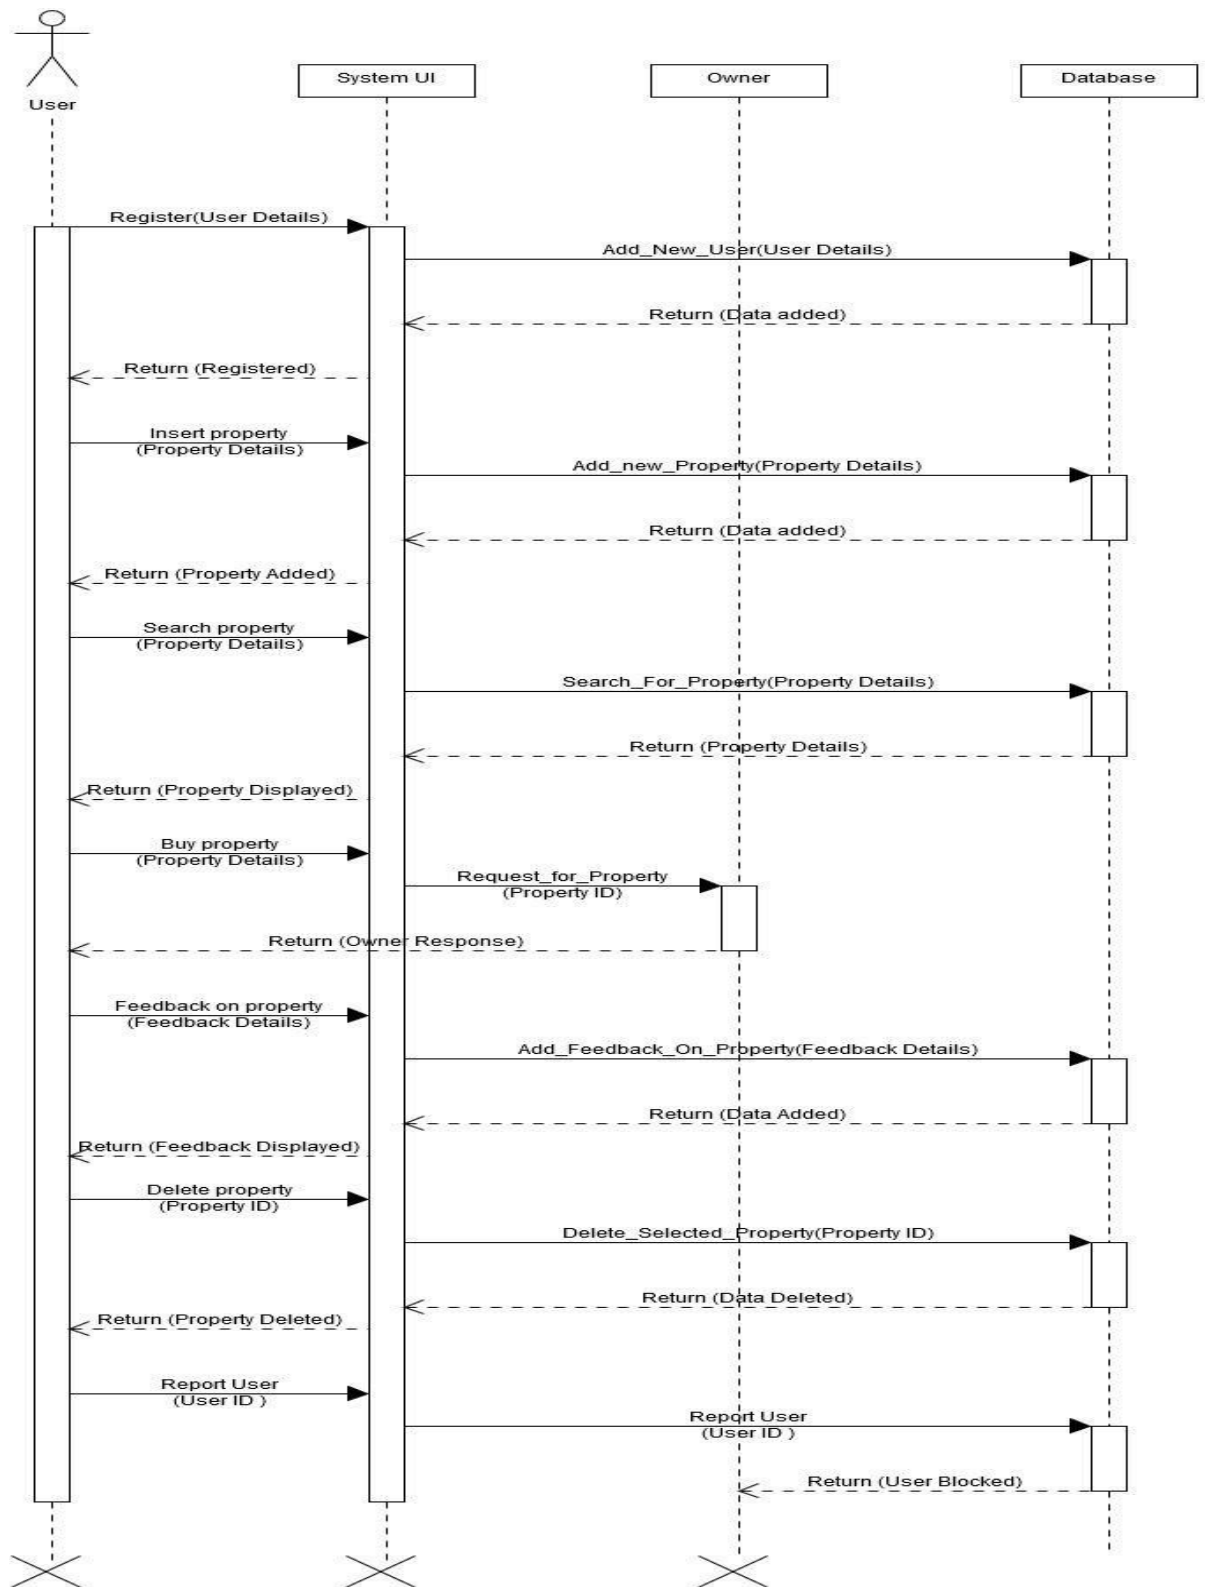 User
System UI
Owner
Database
Register(User Details)
Add_New_User(User Details)
Return (Data added)
Return (Registered)
Insert property
(Property Details)
Add_new_Property(Property Details)
Return (Data added)
Return (Property Added)
Search property
(Property Details)
Search_For_Property(Property Details)
Return (Property Details)
Return (Property Displayed)
Buy property
(Property Details)
Request_for_Property
(Property ID)
Return (Owner Response)
Feedback on property
(Feedback Details)
Add_Feedback_On_Property(Feedback Details)
Return (Data Added)
Return (Feedback Displayed)
Delete property
(Property ID)
Delete_Selected_Property(Property ID)
Return (Data Deleted)
Return (Property Deleted)
Report User
(User ID )
Report User
(User ID )
Return (User Blocked)